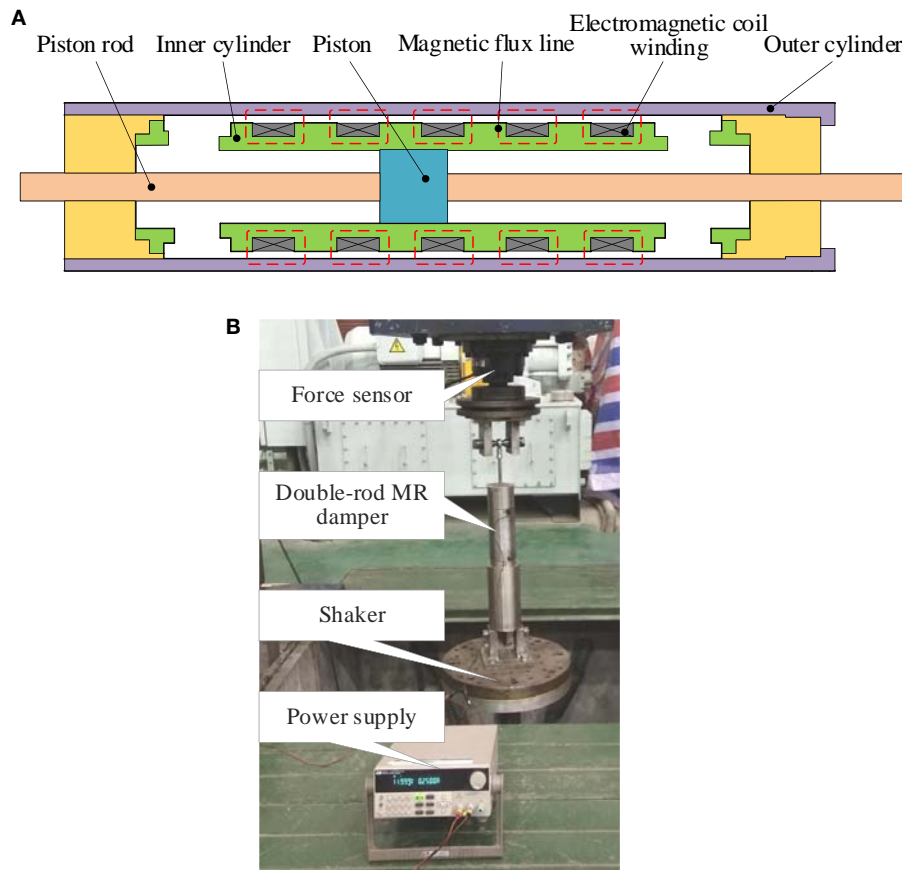 A
Piston rod
Inner cylinder
Piston
Magnetic flux line
Electromagnetic coil
winding
Outer cylinder
B
Force sensor
Double-rod MR
damper
Shaker
Power supply